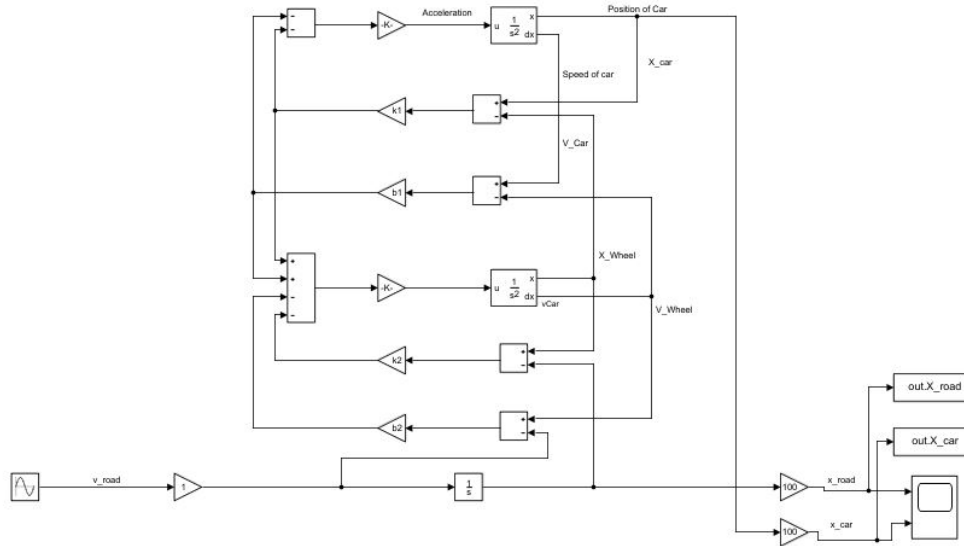 Acceleration
Position of Car
-
-
-K-
u
1
s2
x
dx
Speed of car
X_car
k1
+
-
V_Car
b1
+
-
X_Wheel
+
+
-
-
-K-
u
1
s2
x
dx
vCar
V_Wheel
k2
+
-
out.X_road
b2
+
-
out.X_car
v_road
1
1
s
100
x_road
100
x_car